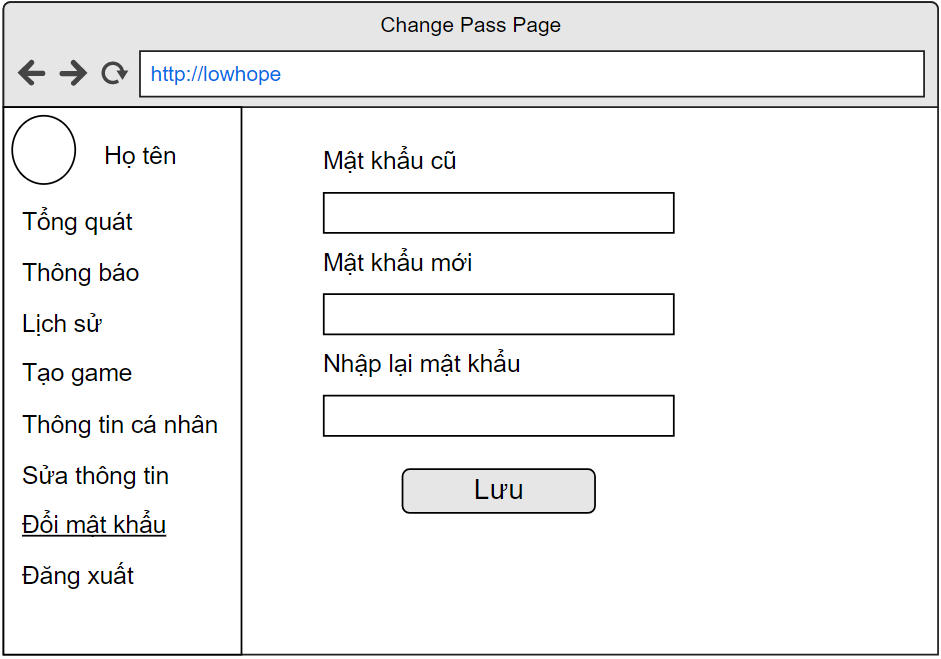 Change Pass Page
http://lowhope
Họ tên
Tổng quát
Thông báo
Lịch sử
Tạo game
Thông tin cá nhân
Sửa thông tin
Đổi mật khẩu
Đăng xuất
Mật khẩu cũ
Mật khẩu mới
Nhập lại mật khẩu
Lưu